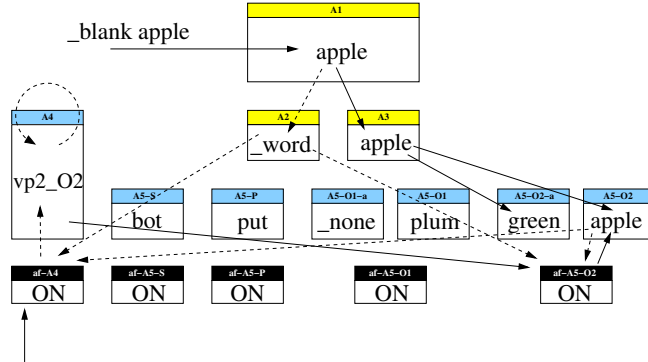 A1
_blank apple
apple
A4
A2
A3
_word
apple
vp2_O2
A5-S
A5-P
A5-O1-a
A5-O1
A5-O2-a
A5-O2
bot
put
_none
plum
green
apple
af-A4
af-A5-S
af-A5-P
af-A5-O1
af-A5-O2
ON
ON
ON
ON
ON